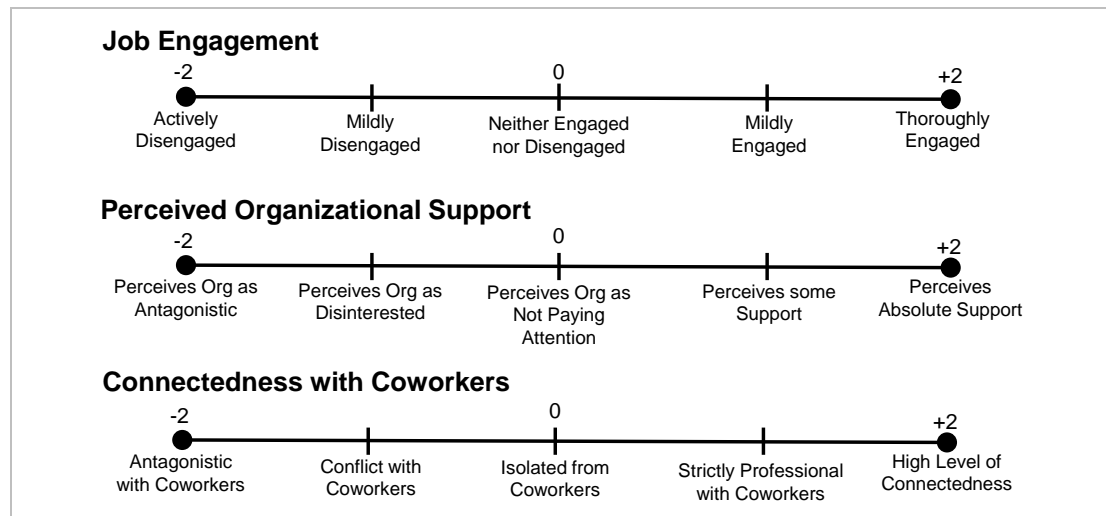 Job Engagement
-2 0 +2
Actively Mildly Neither Engaged Mildly Thoroughly
Disengaged Disengaged nor Disengaged Engaged Engaged
Perceived Organizational Support
-2 0 +2
Perceives Org as Perceives Org as Perceives Org as Perceives some Perceives
Antagonistic Disinterested Not Paying Support Absolute Support
Attention
Connectedness with Coworkers
-2 0 +2
Antagonistic Conflict with Isolated from Strictly Professional High Level of
with Coworkers Coworkers Coworkers with Coworkers Connectedness